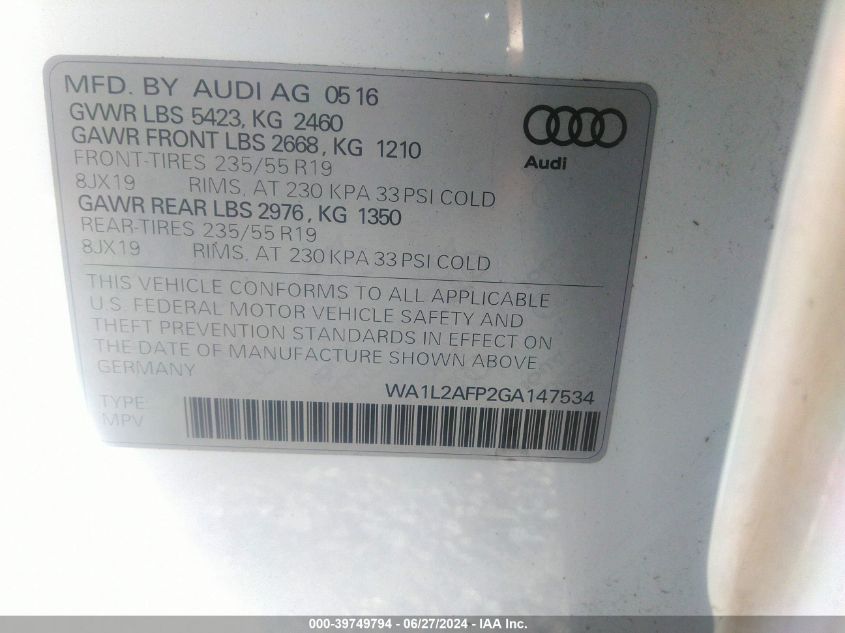 MFD. BY AUDI AG 0516
GVWR LBS 5423, KG 2460
GAWR FRONT LBS 2668, KG 1210
FRONT-TIRES 235/55 R19
8JX19 RIMS, AT 230 KPA 33 PSI COLD
GAWR REAR LBS 2976, KG 1350
REAR-TIRES 235/55 R19
8JX19 RIMS, AT 230 KPA 33 PSI COLD
Audi
THIS VEHICLE CONFORMS TO ALL APPLICABLE
U.S. FEDERAL MOTOR VEHICLE SAFETY AND
THEFT PREVENTION STANDARDS IN EFFECT ON
THE DATE OF MANUFACTURE SHOWN ABOVE
GERMANY
WA1L2AFP2GA147534
TYPE:
MPV
000-39749794 - 06/27/2024 - IAA Inc.